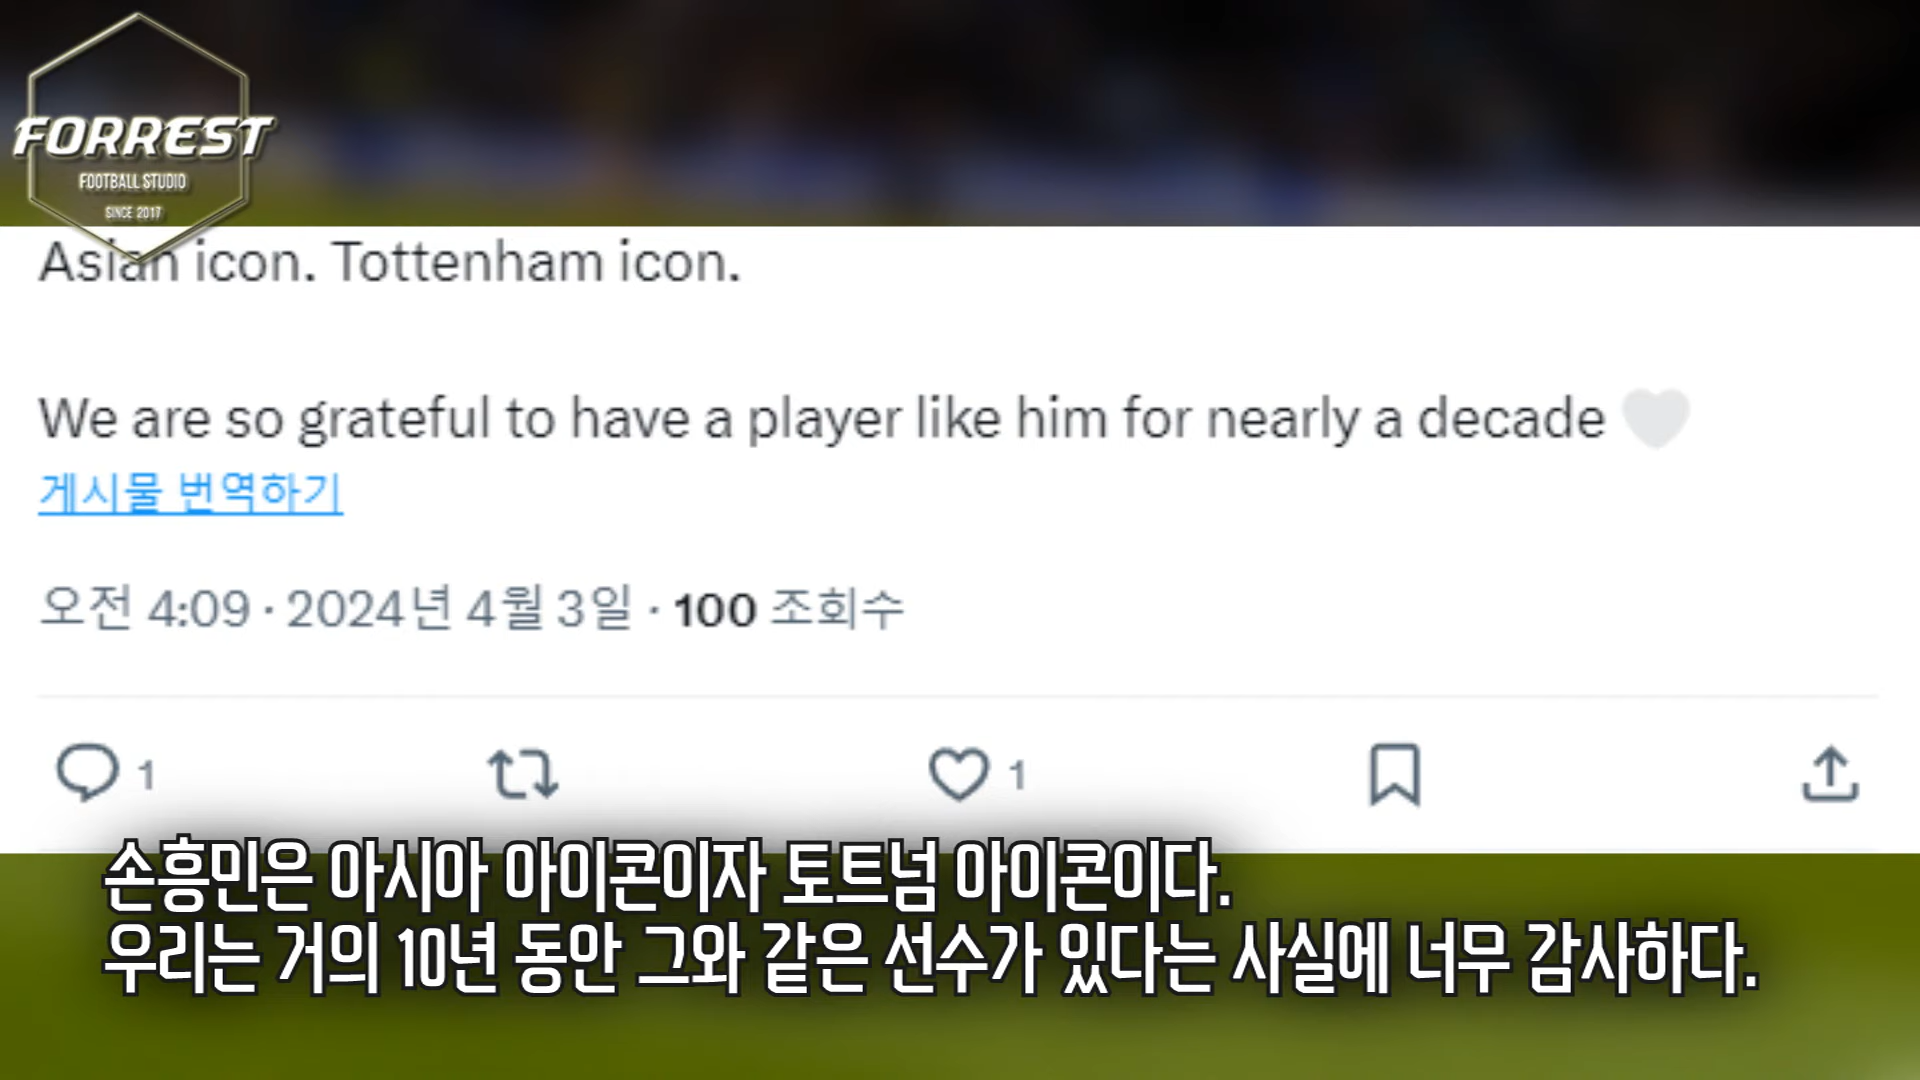 FORREST
FOOTBALL STUDIO
SINCE 2017
Asian icon. Tottenham icon.
We are so grateful to have a player like him for nearly a decade
게시물 번역하기
오전 4:09 · 2024년 4월 3일 · 100 조회수
1 1
손흥민은 아시아 아이콘이자 토트넘 아이콘이다.
우리는 거의 10년 동안 그와 같은 선수가 있다는 사실에 너무 감사하다.